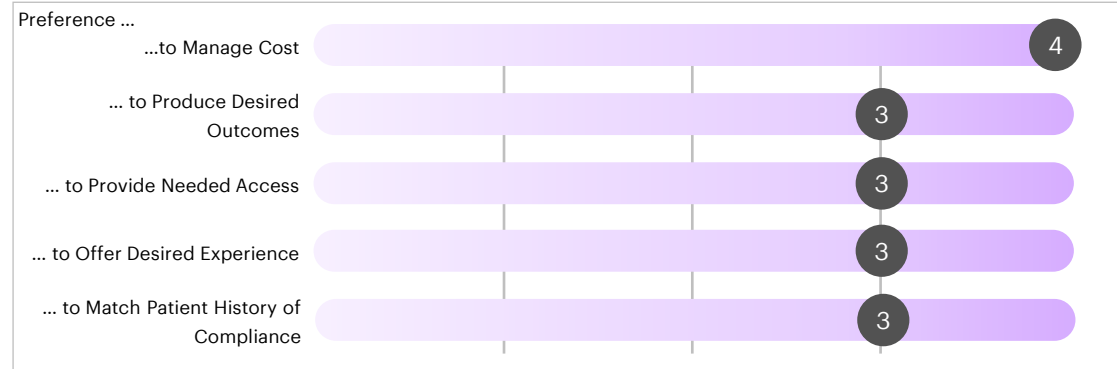 Preference ...
...to Manage Cost
4
... to Produce Desired
Outcomes
3
... to Provide Needed Access
3
... to Offer Desired Experience
3
... to Match Patient History of
Compliance
3